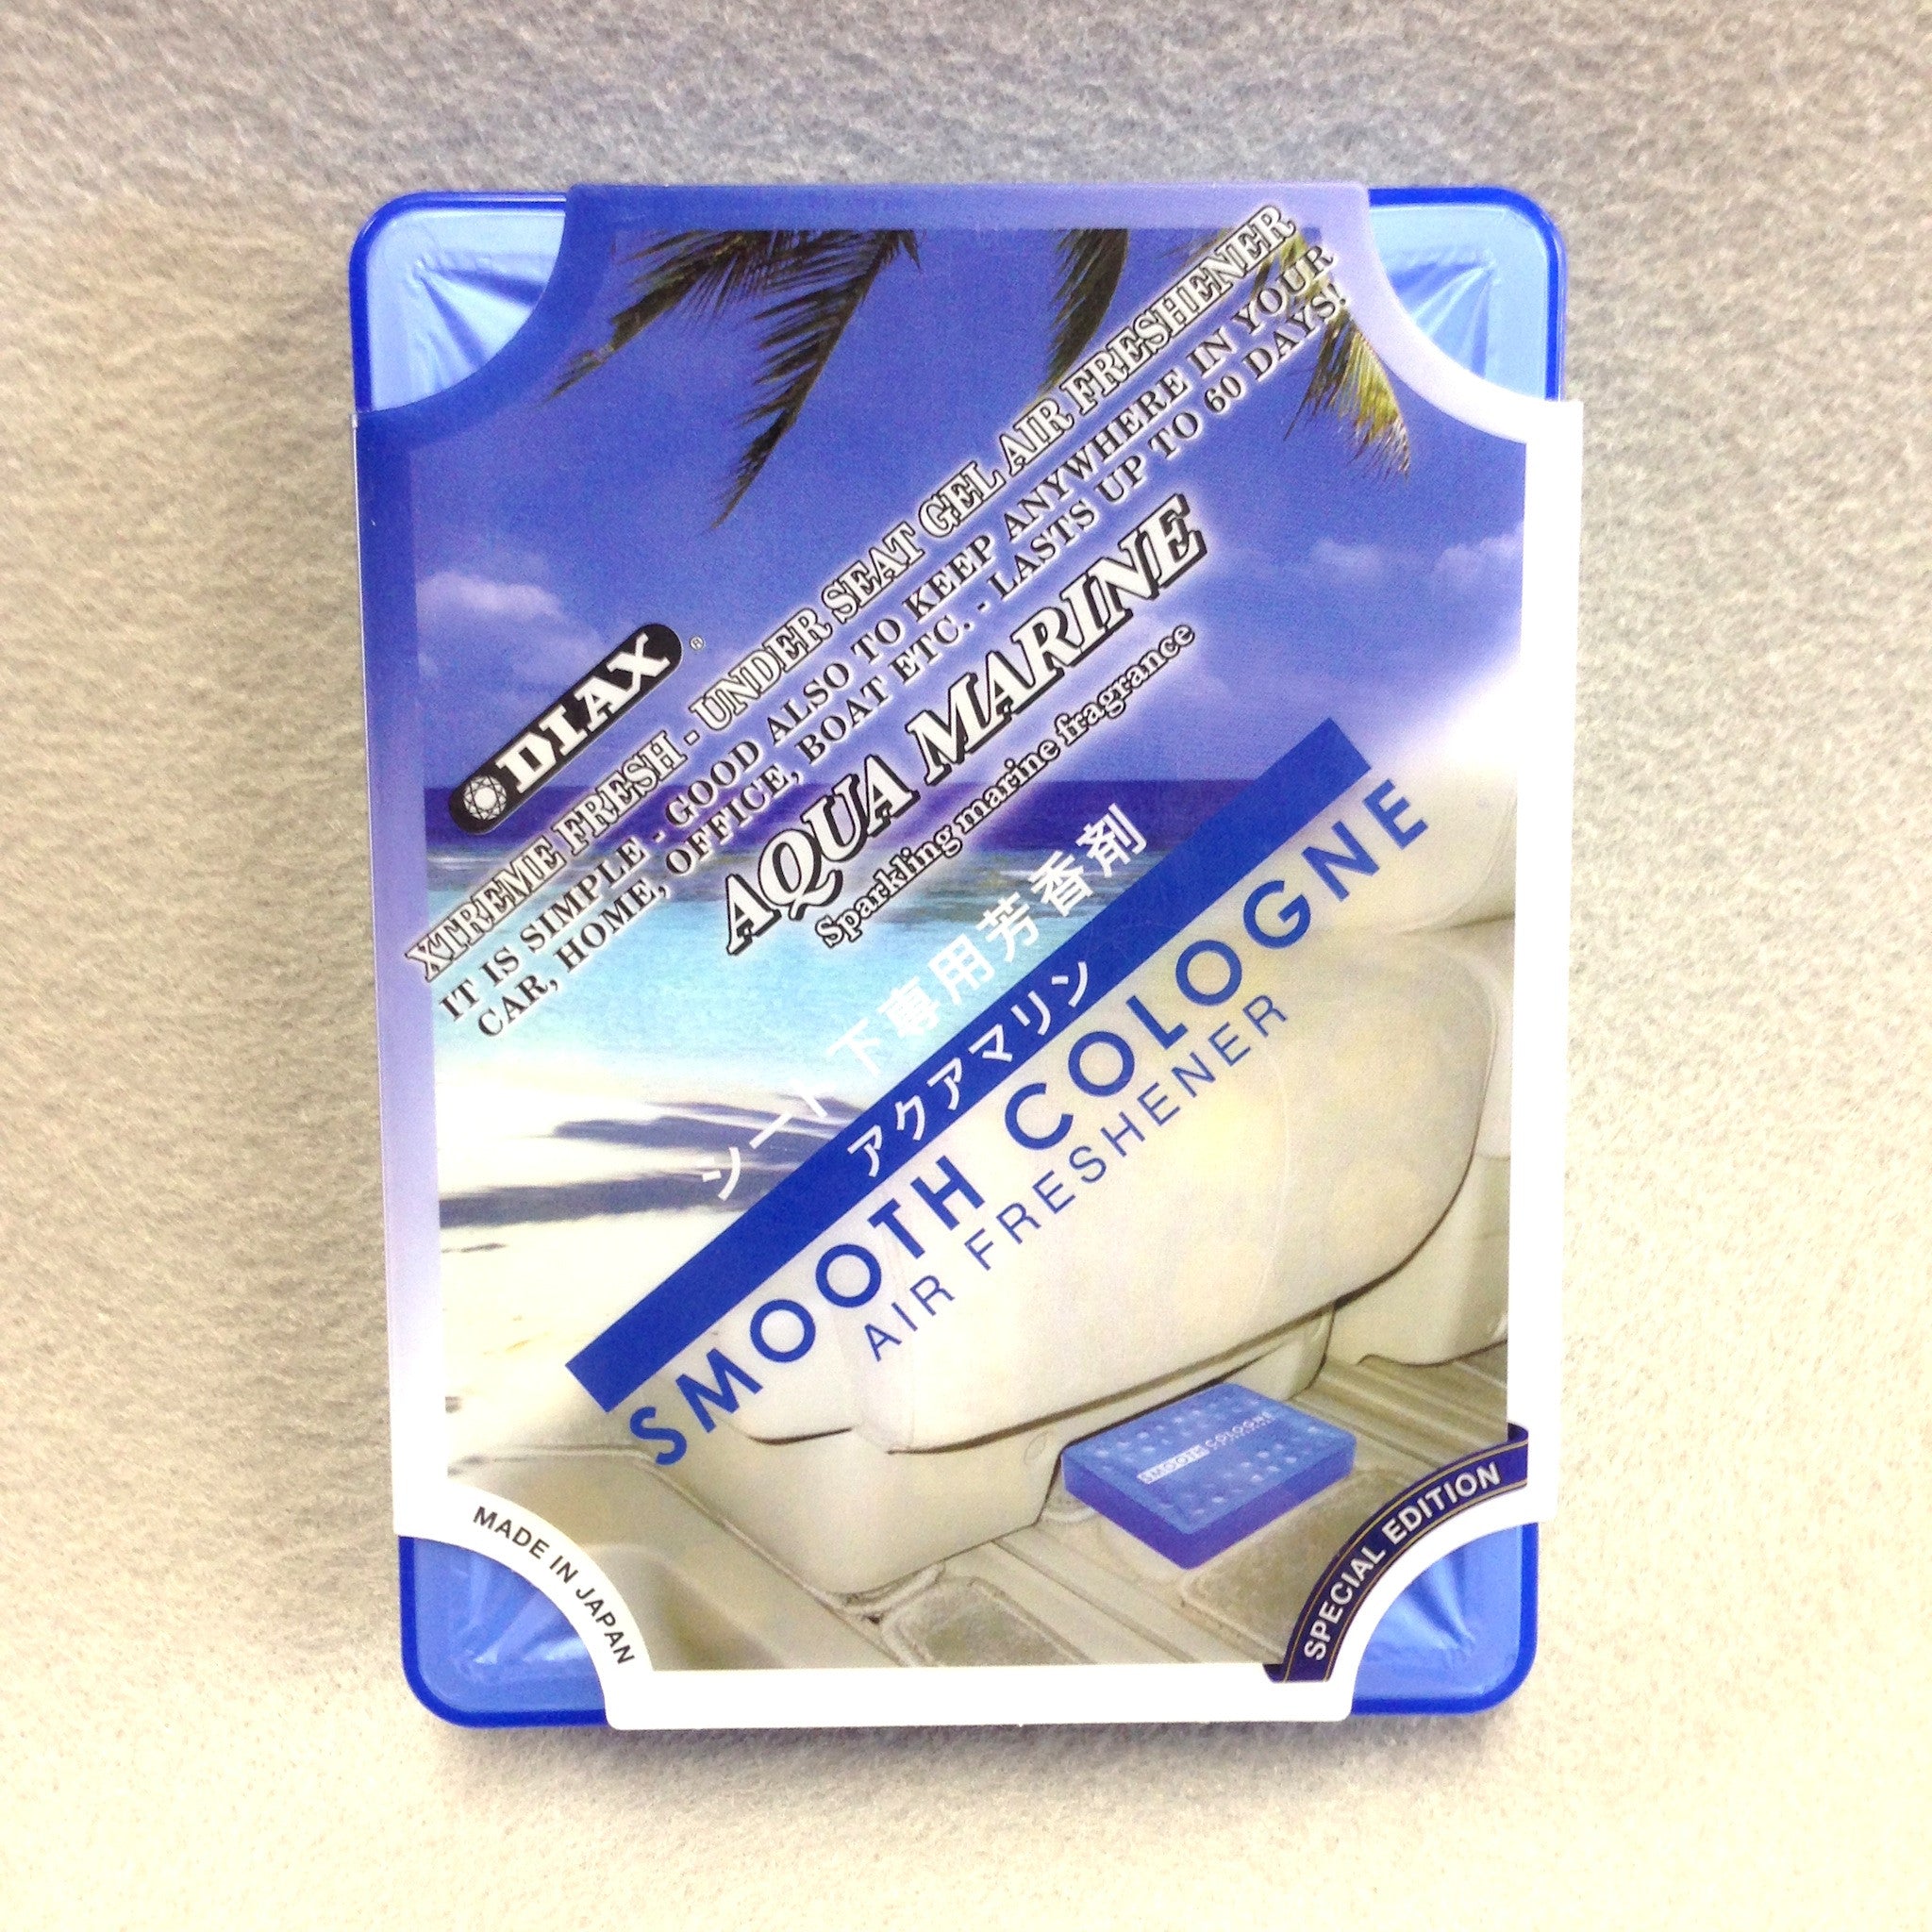 DIAX ®
XTREME FRESH - UNDER SEAT GEL AIR FRESHENER
IT IS SIMPLE - GOOD ALSO TO KEEP ANYWHERE IN YOUR
CAR, HOME, OFFICE, BOAT ETC. - LASTS UP TO 60 DAYS!
AQUA MARINE
Sparkling marine fragrance
シート下専用芳香剤
アクアマリン
SMOOTH COLOGNE
AIR FRESHENER
SMOOTH COLOGNE
MADE IN JAPAN
SPECIAL EDITION